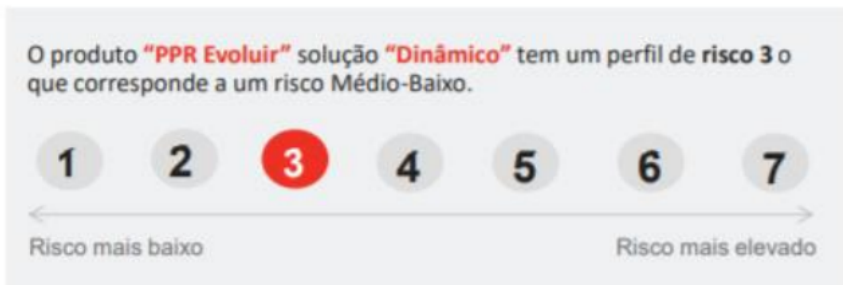 O produto “PPR Evoluir” solução “Dinâmico” tem um perfil de risco 3 o
que corresponde a um risco Médio-Baixo.
1 2 3 4 5 6 7
Risco mais baixo Risco mais elevado